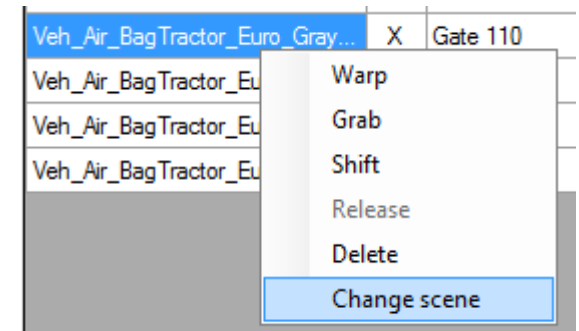 Veh_Air_BagTractor_Euro_Gray... X Gate 110
Veh_Air_BagTractor_Eu
Veh_Air_BagTractor_Eu
Veh_Air_BagTractor_Eu
Warp
Grab
Shift
Release
Delete
Change scene